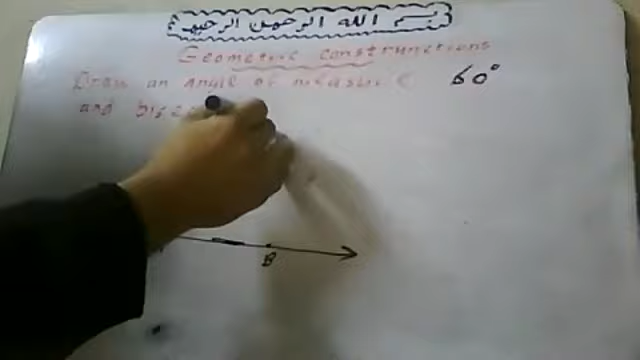 بسم الله الرحمن الرحيم
Geometric constructions
Draw an angle of measure 60°
and
B